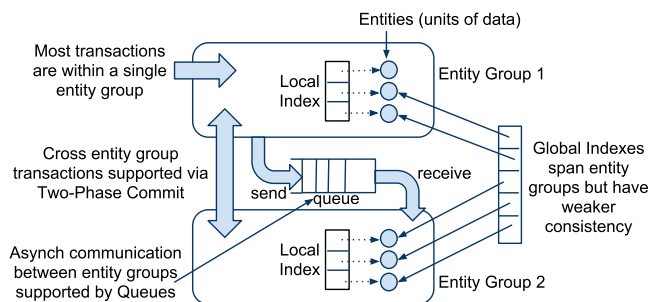 Entities (units of data)
Most transactions
are within a single
entity group
Local
Index
Entity Group 1
Cross entity group
transactions supported via
Two-Phase Commit
send
queue
receive
Global Indexes
span entity
groups but have
weaker
consistency
Asynch communication
between entity groups
supported by Queues
Local
Index
Entity Group 2